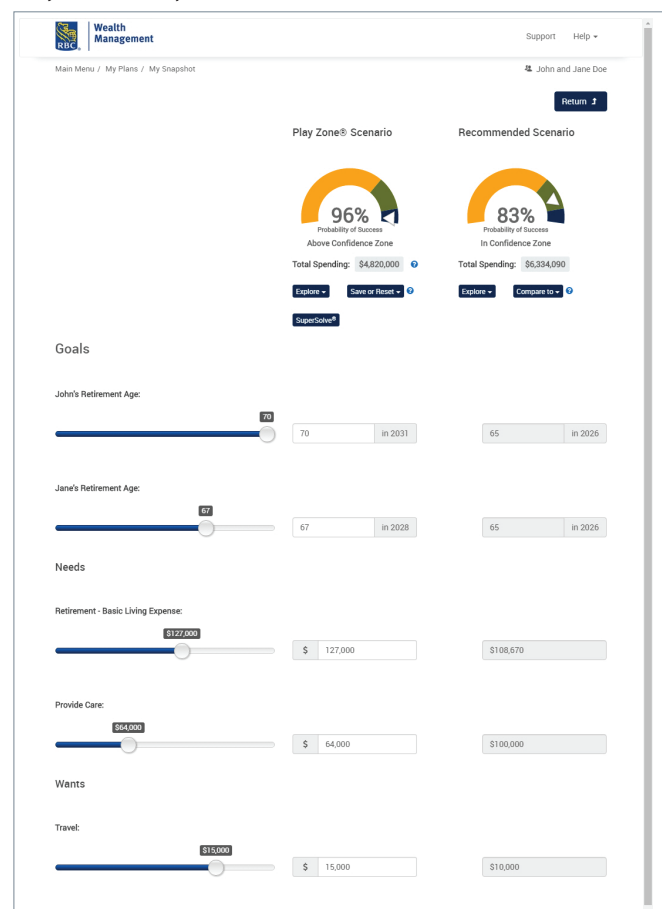 Wealth
Management
RBC®
Support Help
Main Menu / My Plans / My Snapshot John and Jane Doe
Return
Play Zone® Scenario Recommended Scenario
96% 83%
Probability of Success Probability of Success
Above Confidence Zone In Confidence Zone
Total Spending: $4,820,000 ? Total Spending: $6,334,090
Explore Save or Reset ? Explore Compare to ?
SuperSolve®
Goals
John's Retirement Age:
70
70 in 2031 65 in 2026
Jane's Retirement Age:
67
67 in 2028 65 in 2026
Needs
Retirement - Basic Living Expense:
$127,000
$ 127,000 $108,670
Provide Care:
$64,000
$ 64,000 $100,000
Wants
Travel:
$15,000
$ 15,000 $10,000